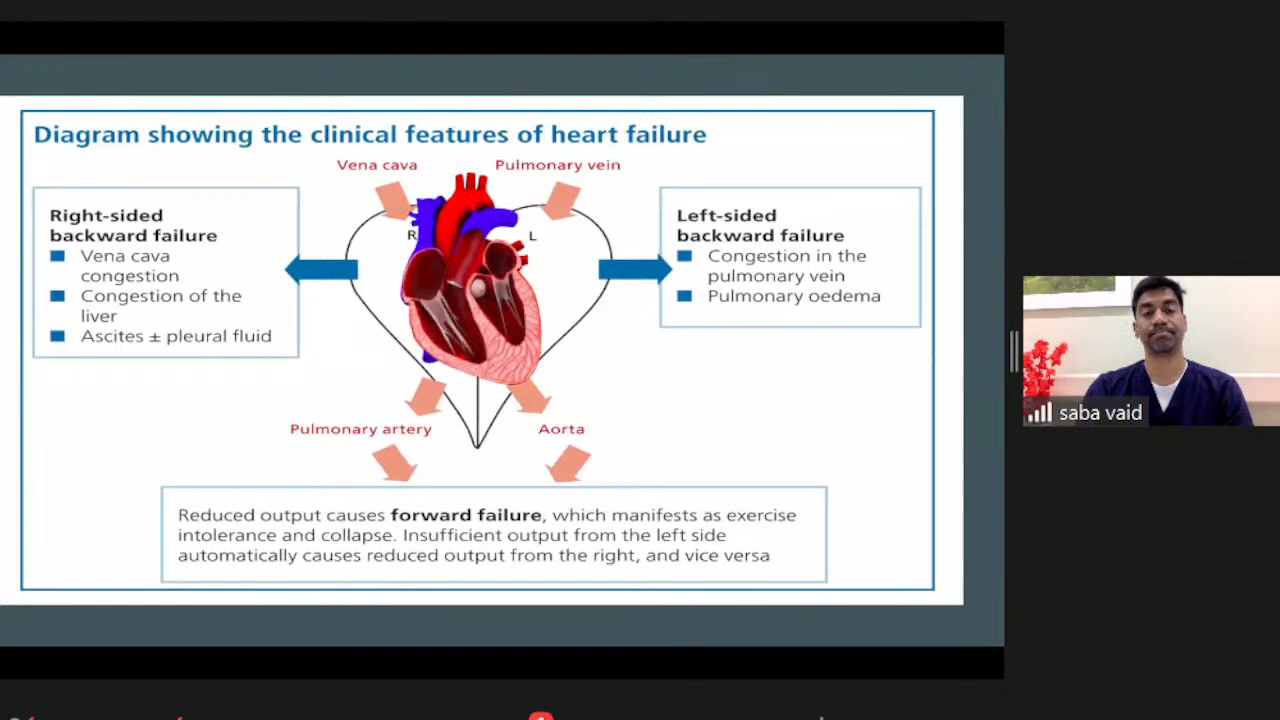 Diagram showing the clinical features of heart failure
Vena cava
Pulmonary vein
Right-sided
backward failure
Vena cava
congestion
Congestion of the
liver
Ascites ± pleural fluid
R
L
Left-sided
backward failure
Congestion in the
pulmonary vein
Pulmonary oedema
Pulmonary artery
Aorta
Reduced output causes forward failure, which manifests as exercise
intolerance and collapse. Insufficient output from the left side
automatically causes reduced output from the right, and vice versa
saba vaid